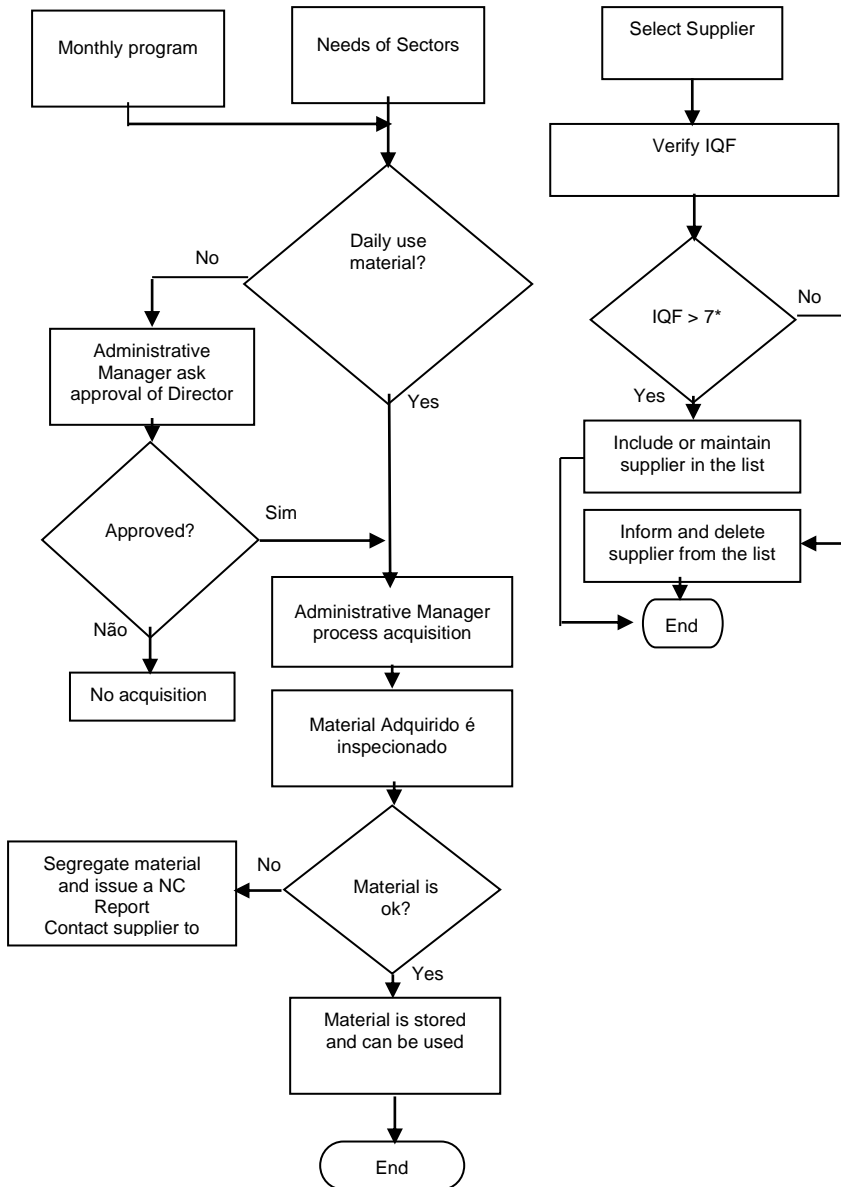 Monthly program
Needs of Sectors
Daily use
material?
No
Administrative
Manager ask
approval of Director
Yes
Approved?
Sim
Não
No acquisition
Administrative Manager
process acquisition
Material Adquirido é
inspecionado
Material is
ok?
No
Segregate material
and issue a NC
Report
Contact supplier to
Yes
Material is stored
and can be used
End
Select Supplier
Verify IQF
IQF > 7*
No
Yes
Include or maintain
supplier in the list
Inform and delete
supplier from the list
End